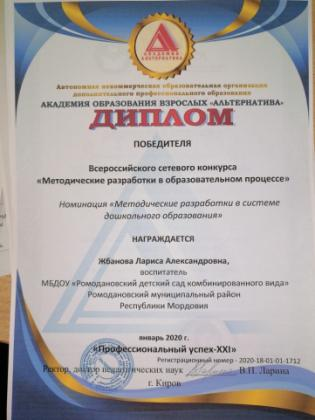 АКАДЕМИЯ
АЛЬТЕРНАТИВА
Автономная некоммерческая образовательная организация
дополнительного профессионального образования
АКАДЕМИЯ ОБРАЗОВАНИЯ ВЗРОСЛЫХ «АЛЬТЕРНАТИВА»
ДИПЛОМ
ПОБЕДИТЕЛЯ
Всероссийского сетевого конкурса
«Методические разработки в образовательном процессе»
Номинация «Методические разработки в системе
дошкольного образования»
НАГРАЖДАЕТСЯ
Жбанова Лариса Александровна,
воспитатель
МБДОУ «Ромодановский детский сад комбинированного вида»
Ромодановский муниципальный район
Республики Мордовия
январь 2020 г.
«Профессиональный успех-XXI»
Регистрационный номер - 2020-18-01-01-1712
Ректор, доктор педагогических наук В.П. Ларина
г. Киров